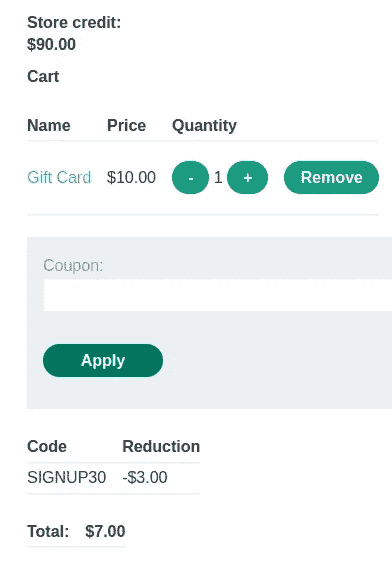 Store credit:
$90.00
Cart
Name Price Quantity
Gift Card $10.00 - 1 + Remove
Coupon:
Apply
Code Reduction
SIGNUP30 -$3.00
Total: $7.00